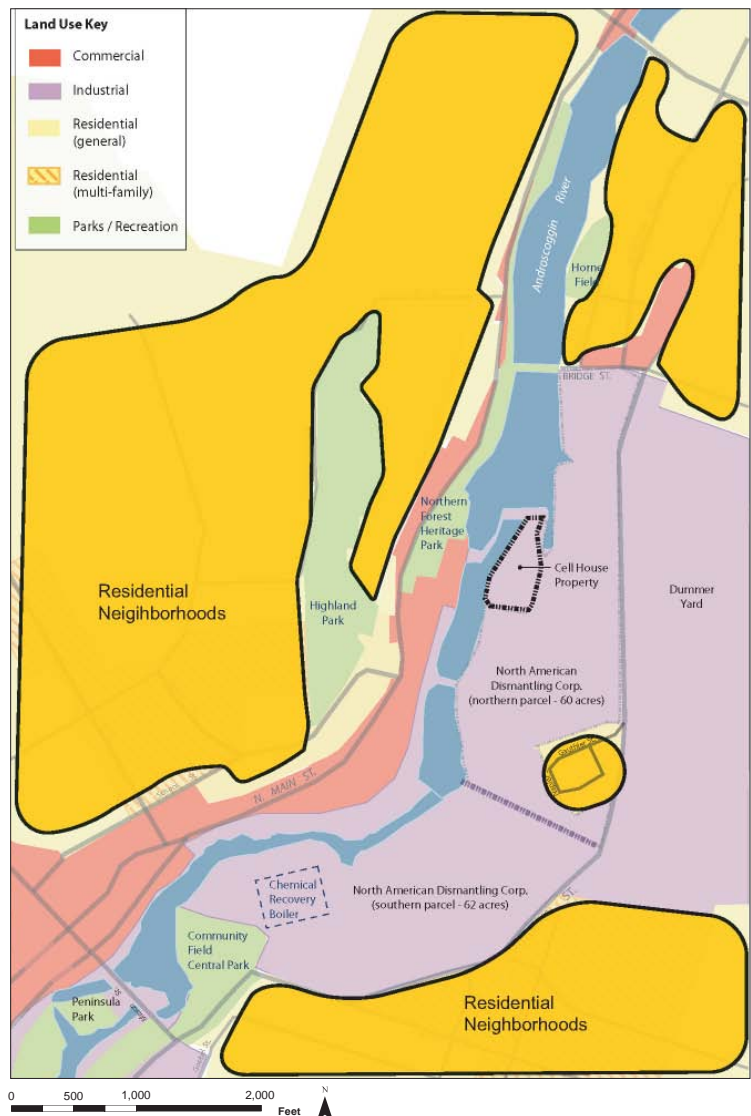 Land Use Key
Commercial
Industrial
Residential
(general)
Residential
(multi-family)
Parks / Recreation
Androscoggin River
Horne
Field
BRIDGE ST.
Northern
Forest
Heritage
Park
Cell House
Property
Dummer
Yard
Residential
Neigihborhoods
Highland
Park
North American
Dismantling Corp.
(northern parcel - 60 acres)
N. MAIN ST.
Chemical
Recovery
Boiler
North American Dismantling Corp.
(southern parcel - 62 acres)
ST.
Community
Field
Central Park
Peninsula
Park
Residential
Neighborhoods
0 500 1,000 2,000
Feet
N